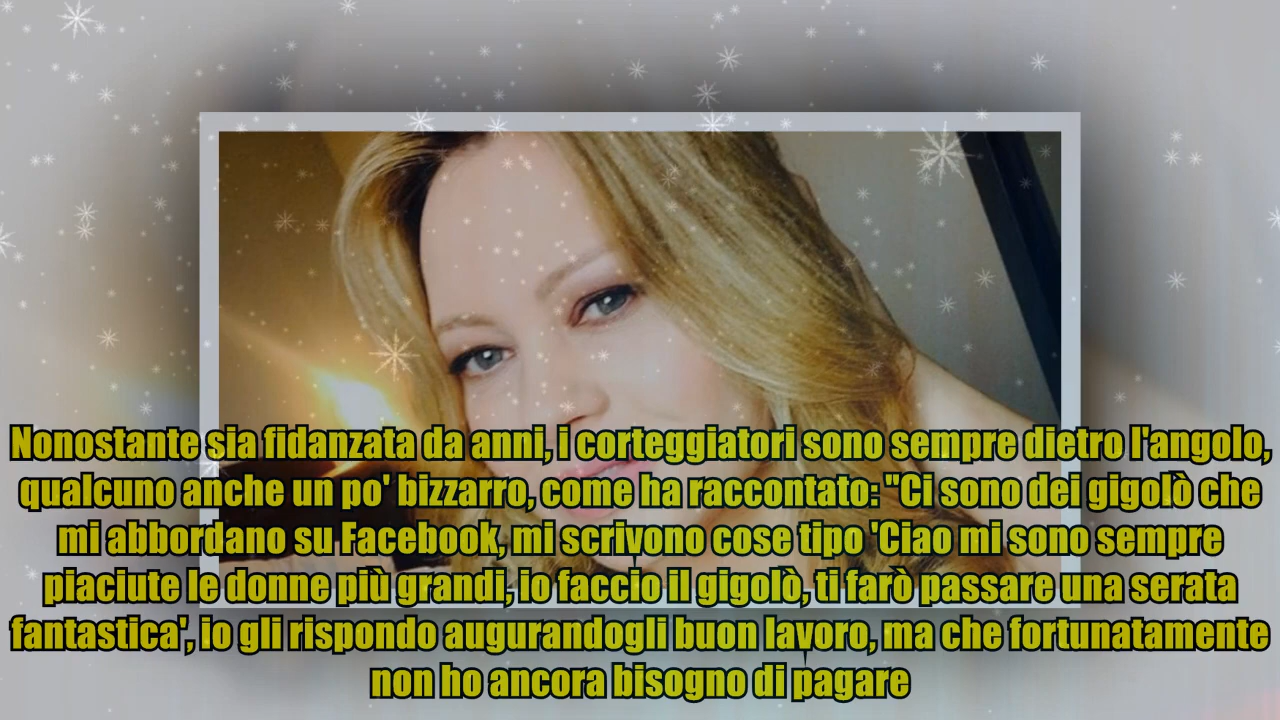 Nonostante sia fidanzata da anni, i corteggiatori sono sempre dietro l'angolo,
qualcuno anche un po' bizzarro, come ha raccontato: "Ci sono dei gigolò che
mi abbordano su Facebook, mi scrivono cose tipo 'Ciao mi sono sempre
piaciute le donne più grandi, io faccio il gigolò, ti farò passare una serata
fantastica', io gli rispondo augurandogli buon lavoro, ma che fortunatamente
non ho ancora bisogno di pagare